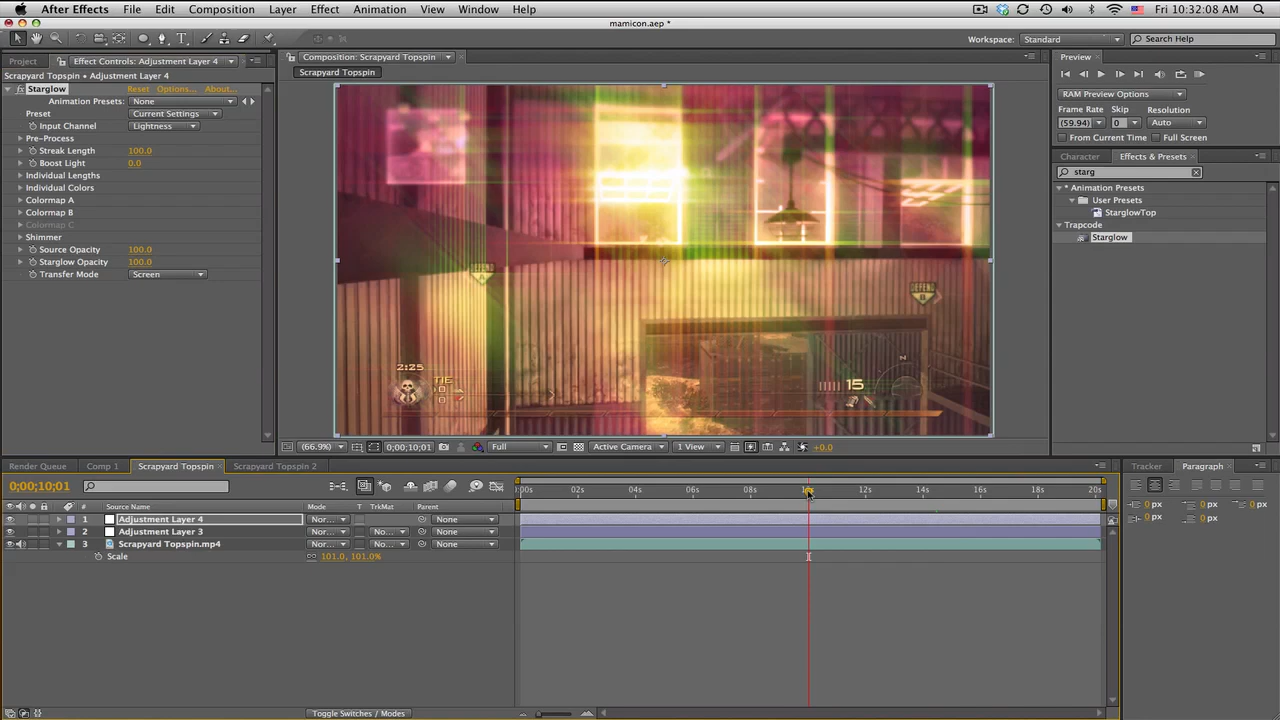 After Effects File Edit Composition Layer Effect Animation View Window Help Fri 10:32:08 AM
mamicon.aep *
Workspace: Standard Search Help
Project Effect Controls: Adjustment Layer 4
Composition: Scrapyard Topspin
Preview
Scrapyard Topspin • Adjustment Layer 4
Scrapyard Topspin
Starglow Reset Options... About...
Animation Presets: None
Preset Current Settings
Input Channel Lightness
Pre-Process
Streak Length 100.0
Boost Light 0.0
Individual Lengths
Individual Colors
Colormap A
Colormap B
Colormap C
Shimmer
Source Opacity 100.0
Starglow Opacity 100.0
Transfer Mode Screen
DEFEND
A
DEFEND
B
N
2:25
TIE
0
0
15
RAM Preview Options
Frame Rate Skip Resolution
(59.94) 0 Auto
From Current Time Full Screen
Character Effects & Presets
starg
* Animation Presets
User Presets
StarglowTop
Trapcode
Starglow
(66.9%) 0;00;10;01 Full Active Camera 1 View +0.0
Render Queue Comp 1 Scrapyard Topspin Scrapyard Topspin 2
0;00;10;01
:00s 02s 04s 06s 08s 10s 12s 14s 16s 18s 20s
# Source Name Mode T TrkMat Parent
1 Adjustment Layer 4 Nor... None
2 Adjustment Layer 3 Nor... No... None
3 Scrapyard Topspin.mp4 Nor... No... None
Scale 101.0, 101.0%
Toggle Switches / Modes
Tracker Paragraph
0 px 0 px 0 px
0 px 0 px